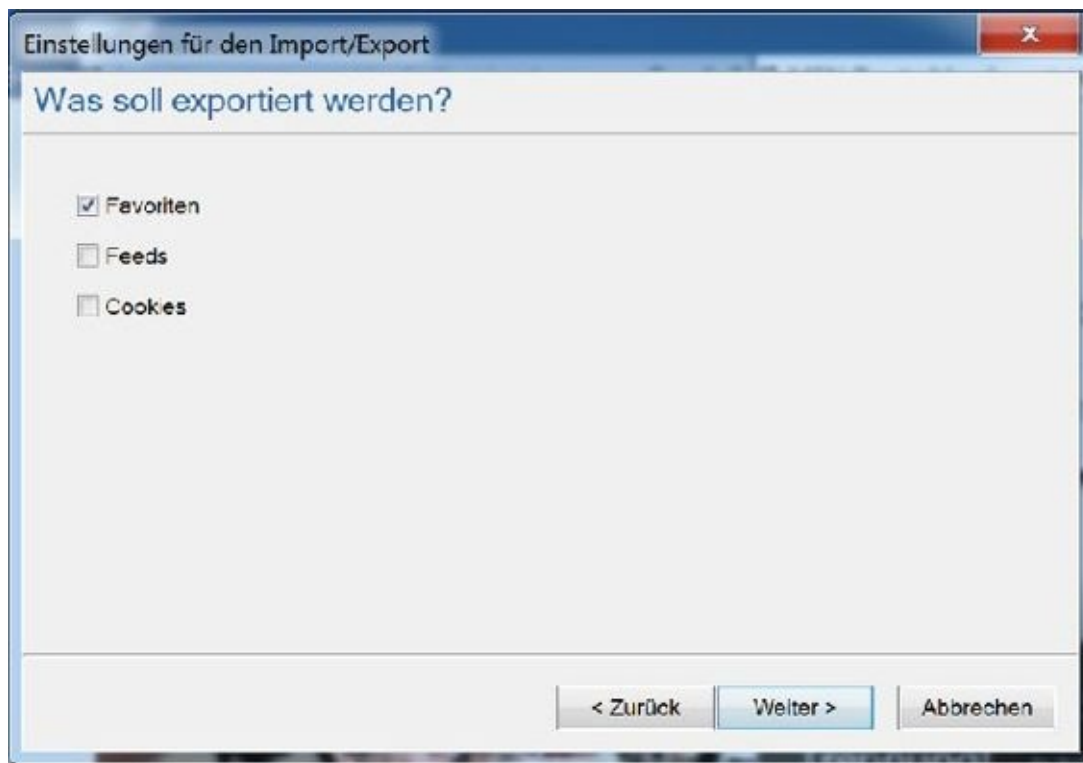 Einstellungen für den Import/Export
Was soll exportiert werden?
Favoriten
Feeds
Cookies
< Zurück
Weiter >
Abbrechen